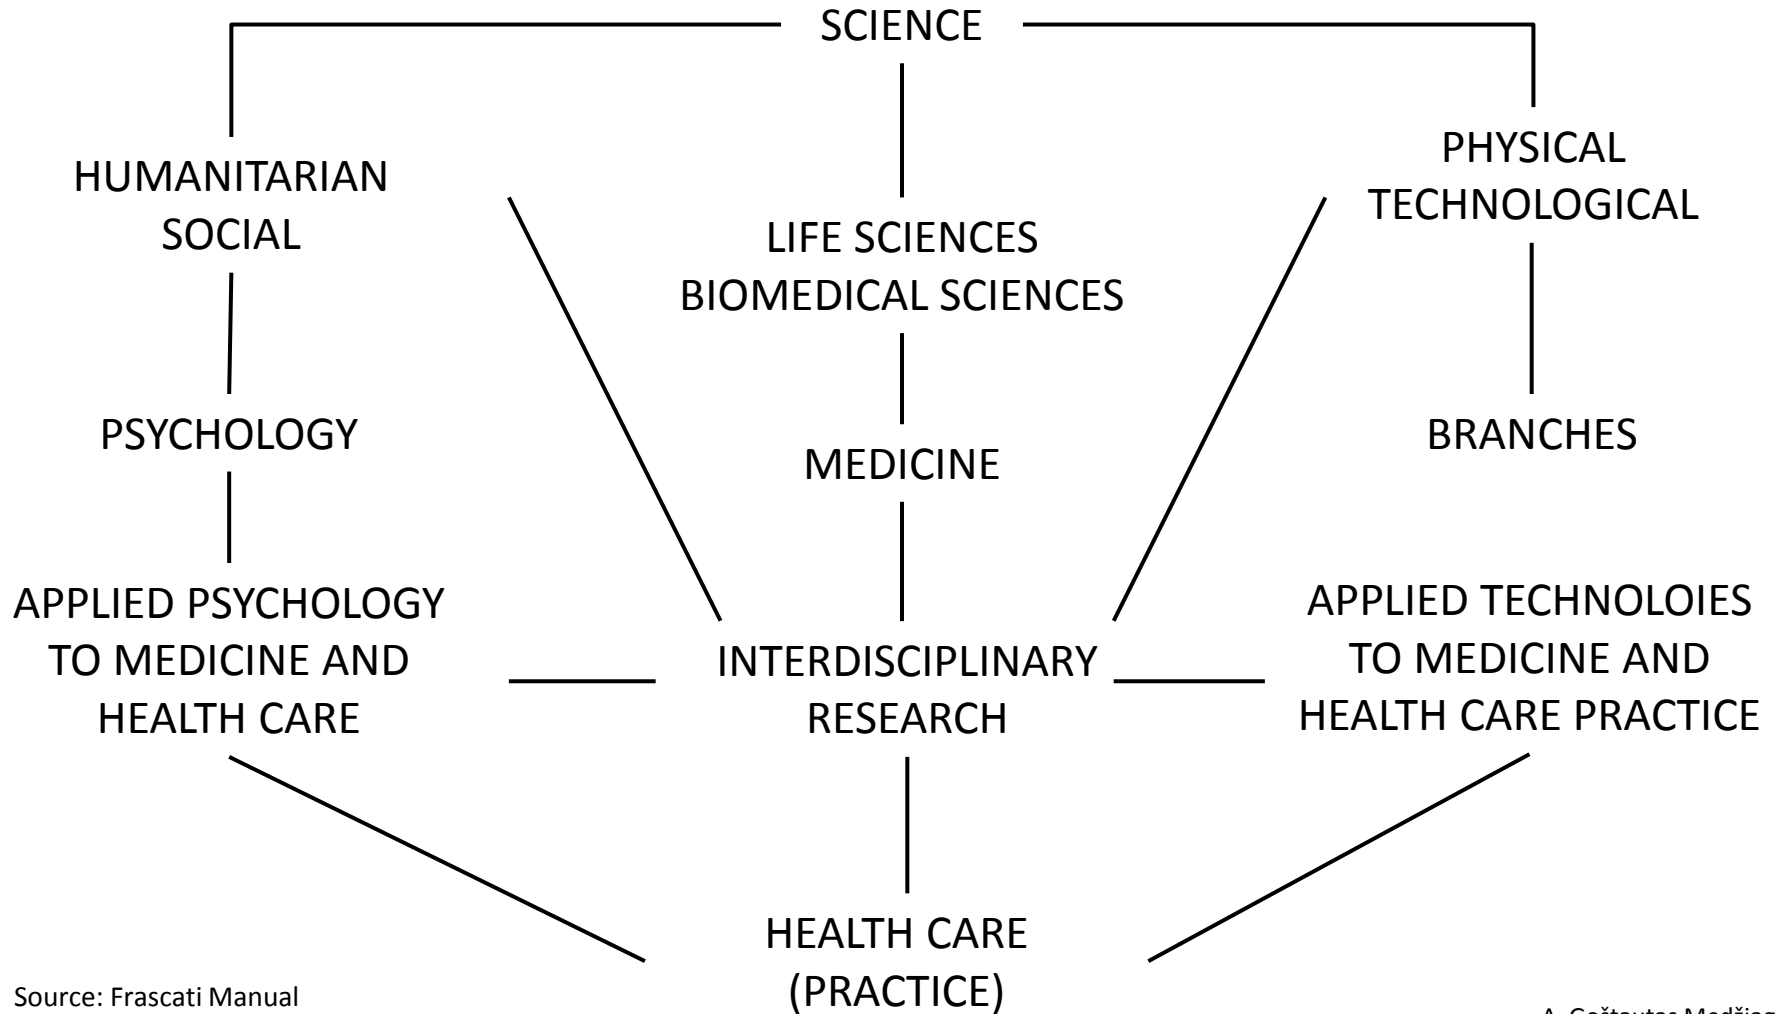 SCIENCE
HUMANITARIAN
SOCIAL
LIFE SCIENCES
BIOMEDICAL SCIENCES
PHYSICAL
TECHNOLOGICAL
PSYCHOLOGY
MEDICINE
BRANCHES
APPLIED PSYCHOLOGY
TO MEDICINE AND
HEALTH CARE
INTERDISCIPLINARY
RESEARCH
APPLIED TECHNOLOIES
TO MEDICINE AND
HEALTH CARE PRACTICE
HEALTH CARE
(PRACTICE)
Source: Frascati Manual
A. Goštautas